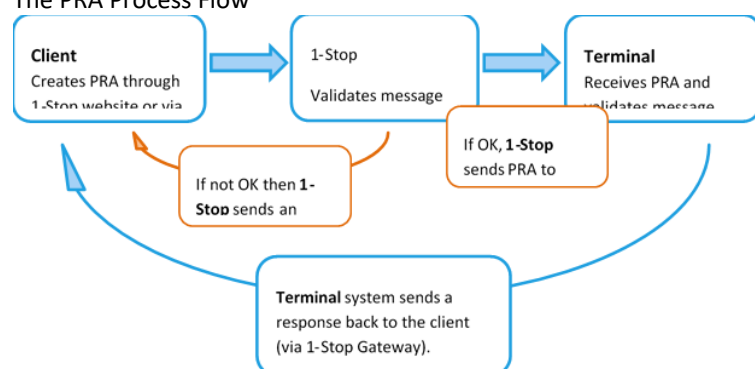 The PRA Process Flow
Client
Creates PRA through
1-Stop website or via
1-Stop
Validates message
Terminal
Receives PRA and
validates message
If OK, 1-Stop
sends PRA to
If not OK then 1-
Stop sends an
Terminal system sends a
response back to the client
(via 1-Stop Gateway).